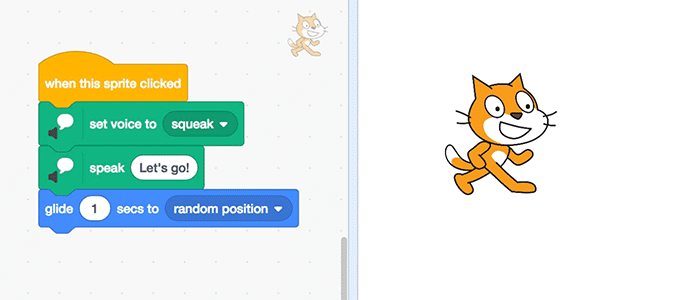 when this sprite clicked
set voice to squeak
speak Let's go!
glide 1 secs to random position